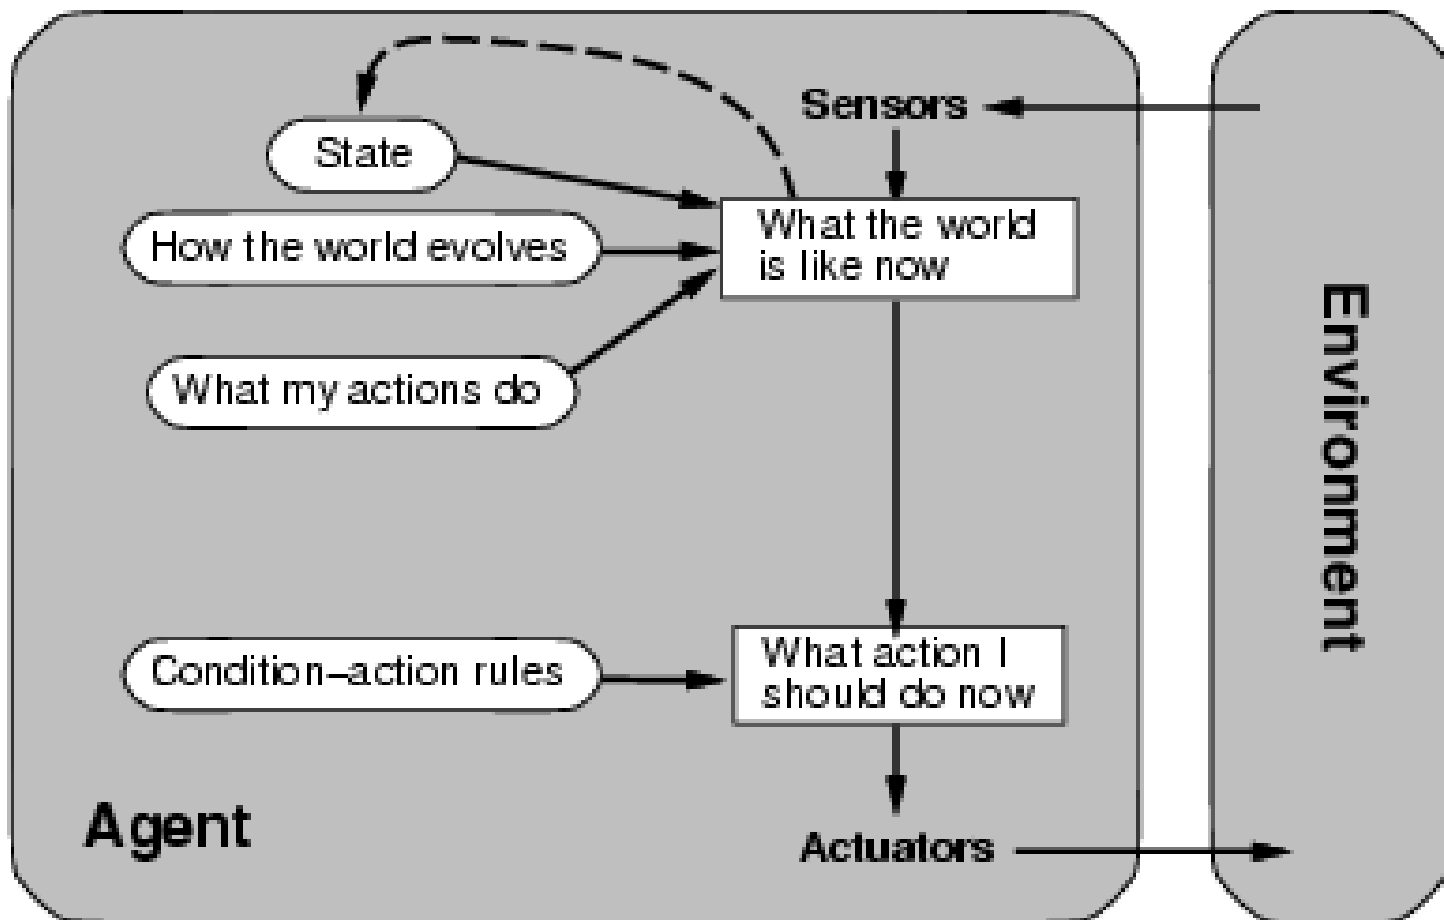 Sensors
State
What the world
is like now
How the world evolves
What my actions do
Condition–action rules
What action I
should do now
Agent
Actuators
Environment